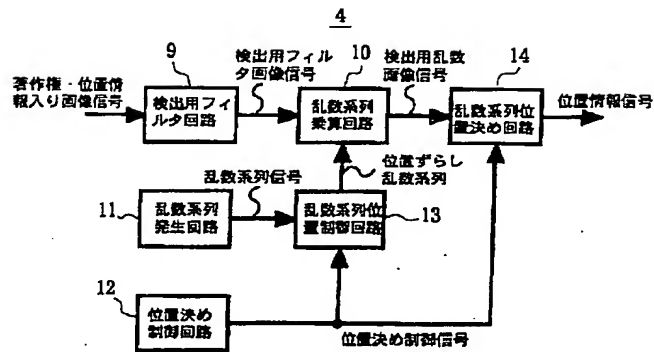 4
著作権・位置情
報入り画像信号
9
検出用フィ
ルタ回路
検出用フィル
タ画像信号
10
乱数系列
乗算回路
検出用乱数
画像信号
14
乱数系列位
置決め回路
位置情報信号
11
乱数系列
発生回路
乱数系列信号
位置ずらし
乱数系列
乱数系列位
置制御回路
13
12
位置決め
制御回路
位置決め制御信号